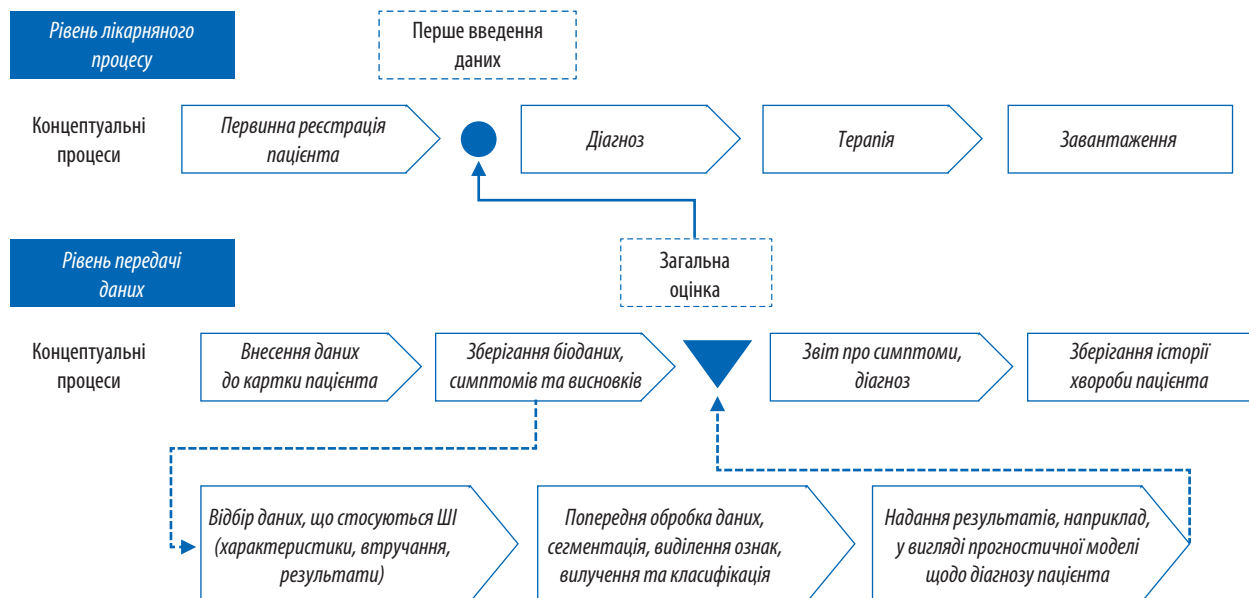 Рівень лікарняного
процесу
Перше введення
даних
Концептуальні
процеси
Первинна реєстрація
пацієнта
Діагноз
Терапія
Завантаження
Рівень передачі
даних
Загальна
оцінка
Концептуальні
процеси
Внесення даних
до картки пацієнта
Зберігання біоданих,
симптомів та висновків
Звіт про симптоми,
діагноз
Зберігання історії
хвороби пацієнта
Відбір даних, що стосуються ШІ
(характеристики, втручання,
результати)
Попередня обробка даних,
сегментація, виділення ознак,
вилучення та класифікація
Надання результатів, наприклад,
у вигляді прогностичної моделі
щодо діагнозу пацієнта